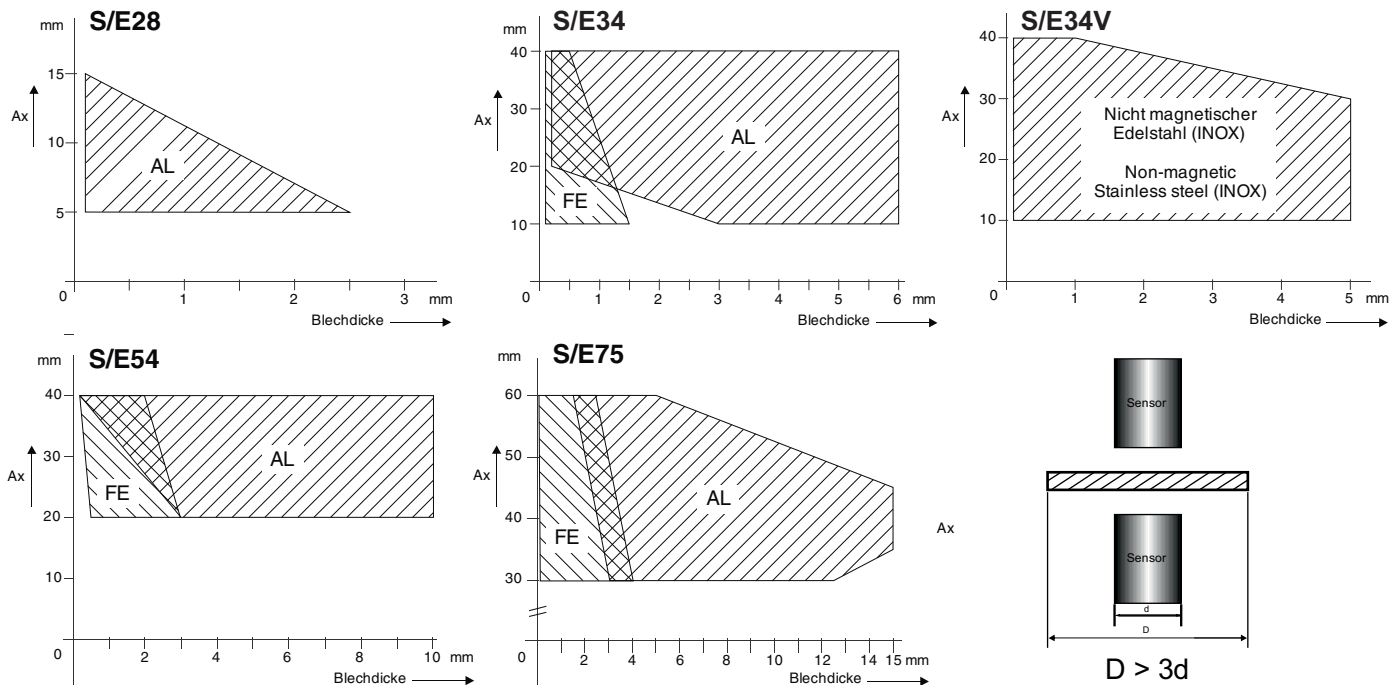 S/E28
mm
15
10
5
0
Ax
AL
1
2
3
mm
Blechdicke
S/E34
mm
40
30
20
10
0
Ax
AL
FE
1
2
3
4
5
6
mm
Blechdicke
S/E34V
mm
40
30
20
10
0
Ax
Nicht magnetischer
Edelstahl (INOX)
Non-magnetic
Stainless steel (INOX)
1
2
3
4
5
mm
Blechdicke
S/E54
mm
40
30
20
10
0
Ax
AL
FE
2
4
6
8
10
mm
Blechdicke
S/E75
mm
60
50
40
30
0
Ax
AL
FE
2
4
6
8
10
12
14
15 mm
Blechdicke
Sensor
Ax
Sensor
d
D
D > 3d